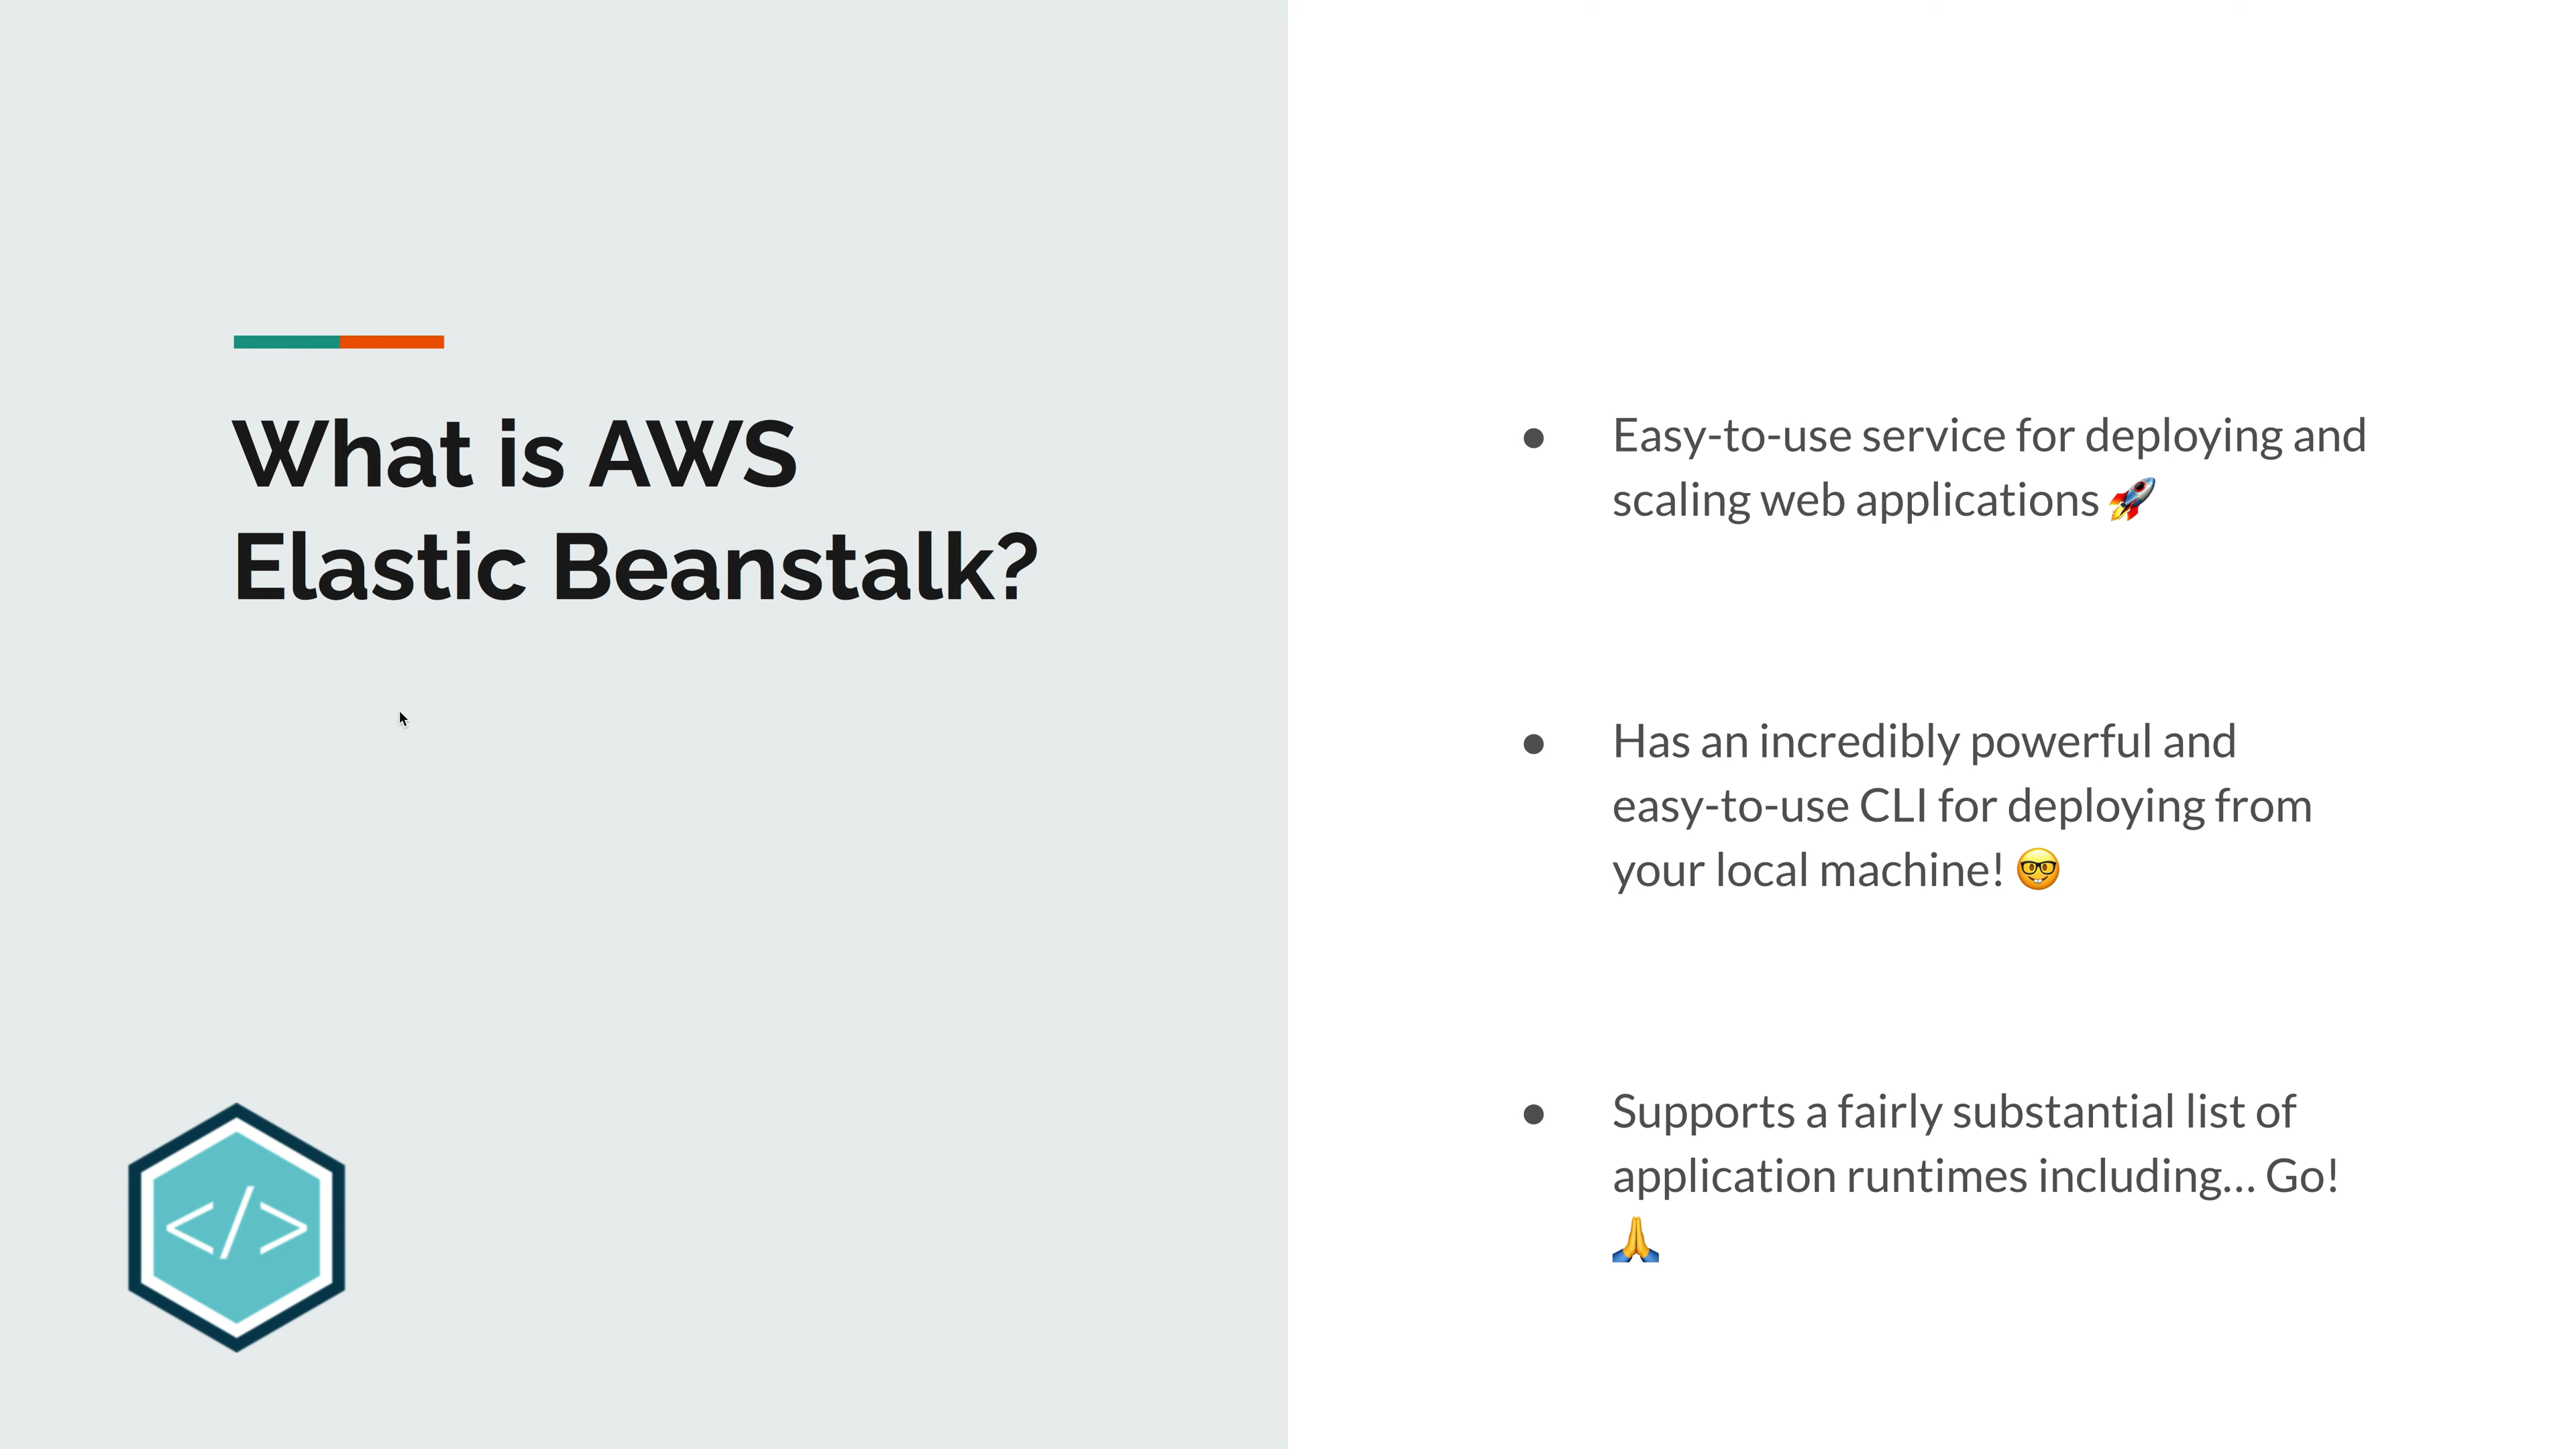 What is AWS
Elastic Beanstalk?
● Easy-to-use service for deploying and
scaling web applications 🚀
● Has an incredibly powerful and
easy-to-use CLI for deploying from
your local machine! 🤓
● Supports a fairly substantial list of
application runtimes including... Go!
🙏
</>